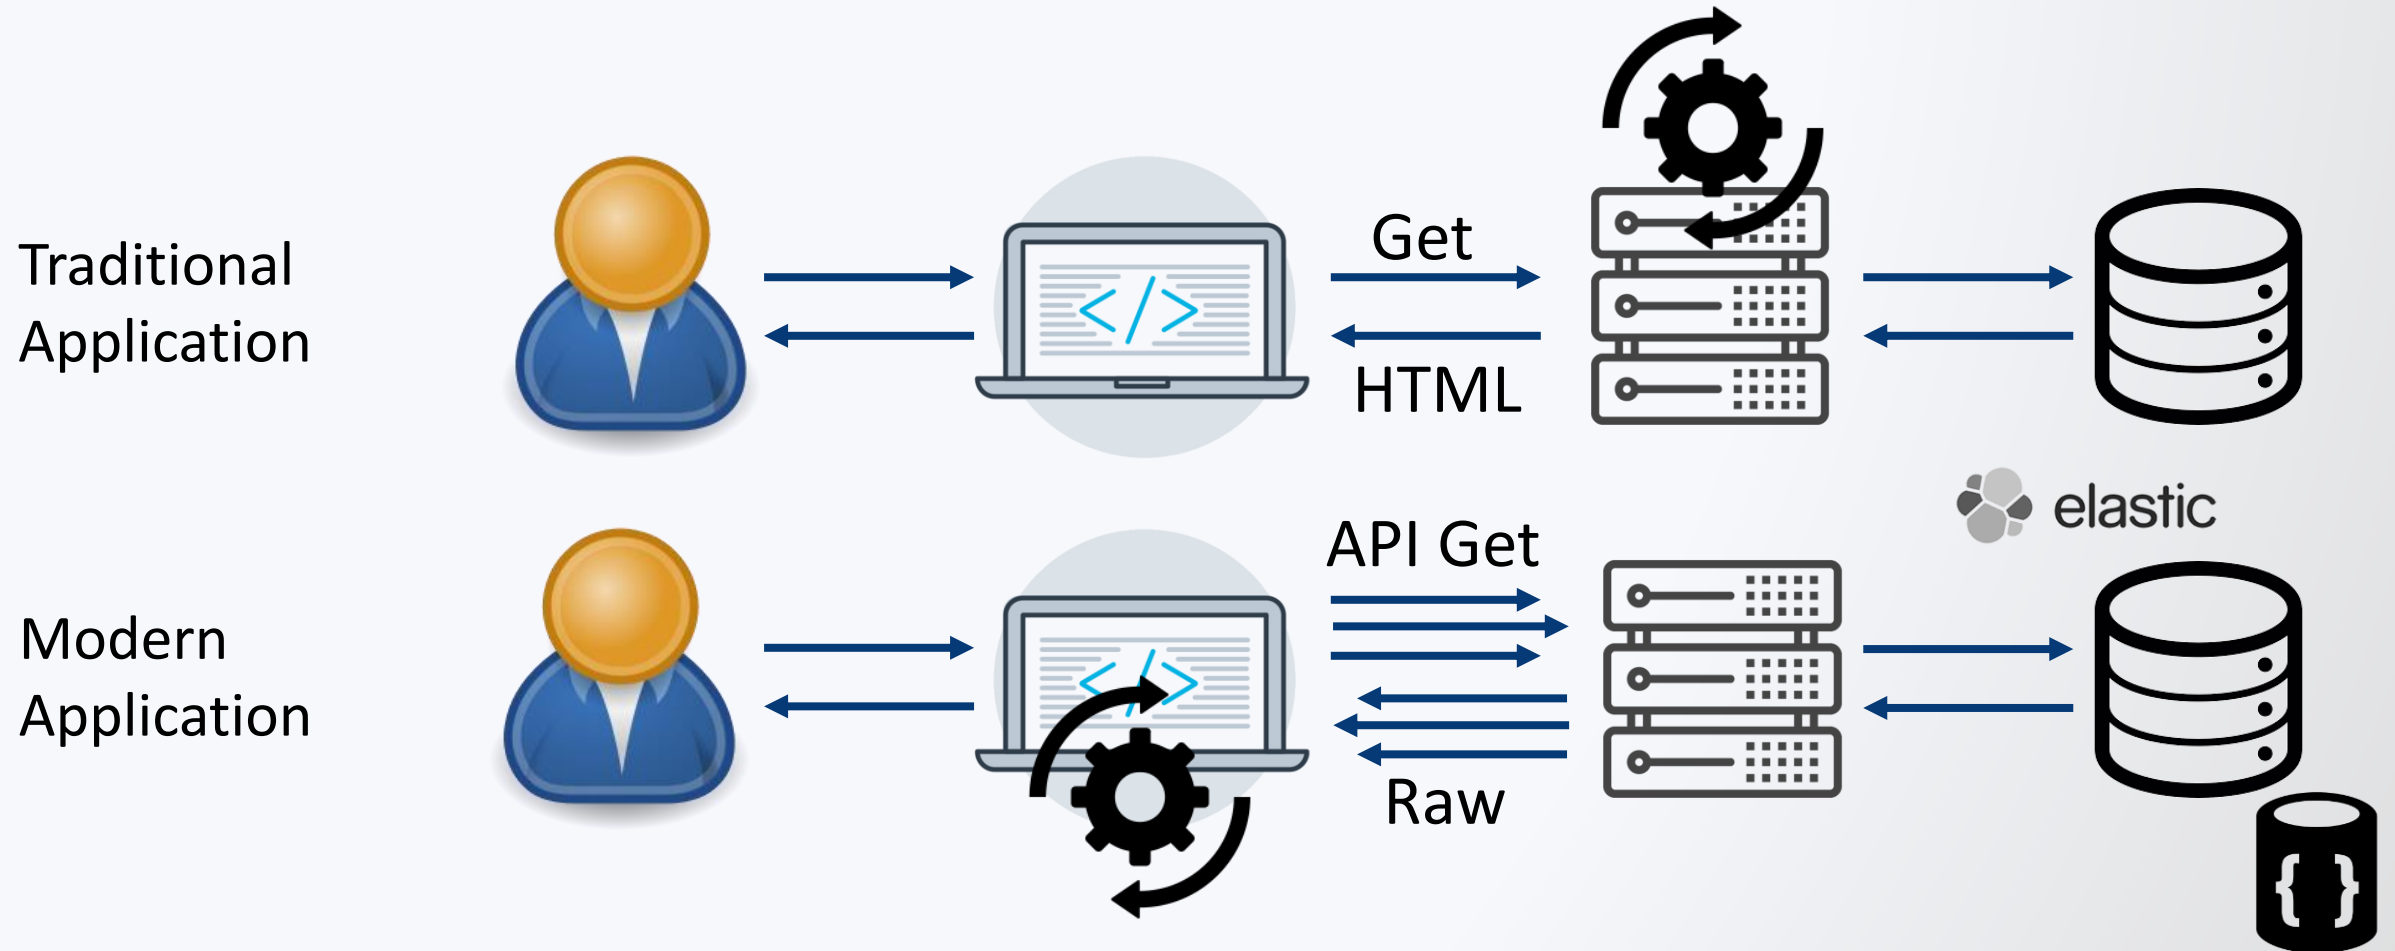 Traditional
Application
Get
HTML
elastic
API Get
Modern
Application
Raw
{ }